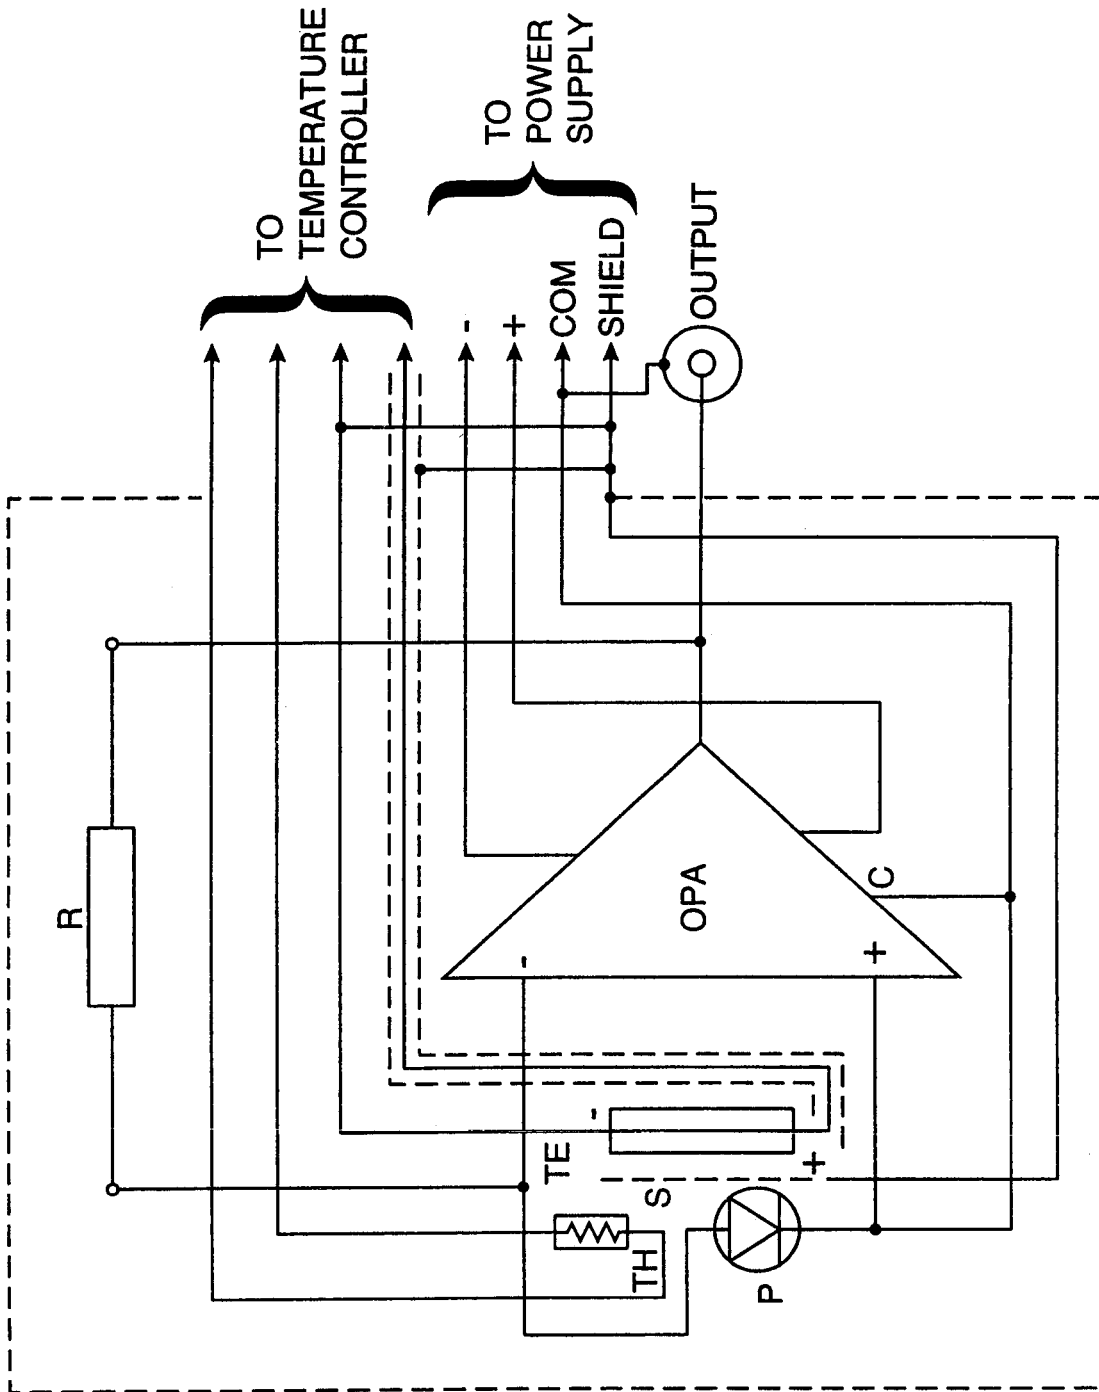 TO
TEMPERATURE
CONTROLLER
TO
POWER
SUPPLY
-
+
COM
SHIELD
OUTPUT
R
OPA
-
+
C
TE
-
+
S
TH
P